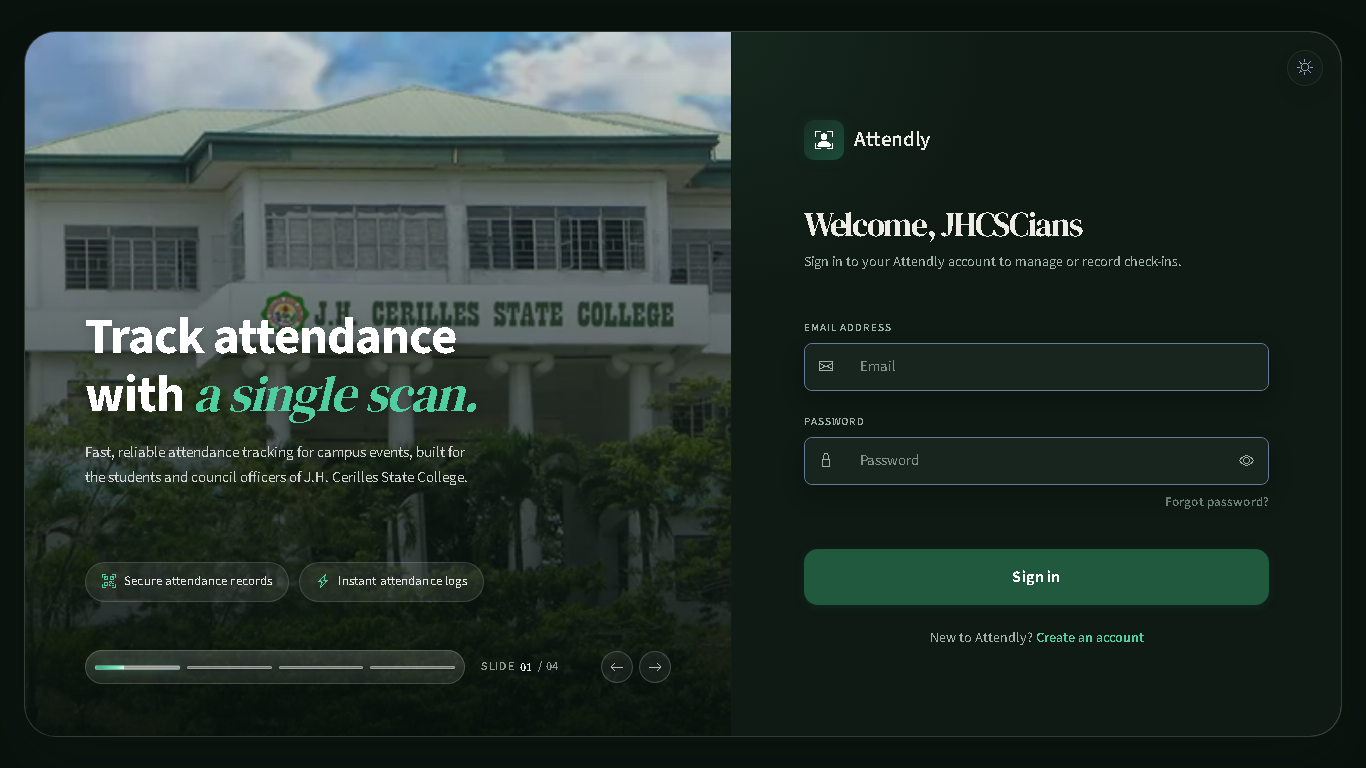 J.H. CERILLES STATE COLLEGE
Track attendance
with a single scan.
Fast, reliable attendance tracking for campus events, built for
the students and council officers of J.H. Cerilles State College.
Secure attendance records
Instant attendance logs
SLIDE 01 / 04
Attendly
Welcome, JHCSCians
Sign in to your Attendly account to manage or record check-ins.
EMAIL ADDRESS
Email
PASSWORD
Password
Forgot password?
Sign in
New to Attendly? Create an account